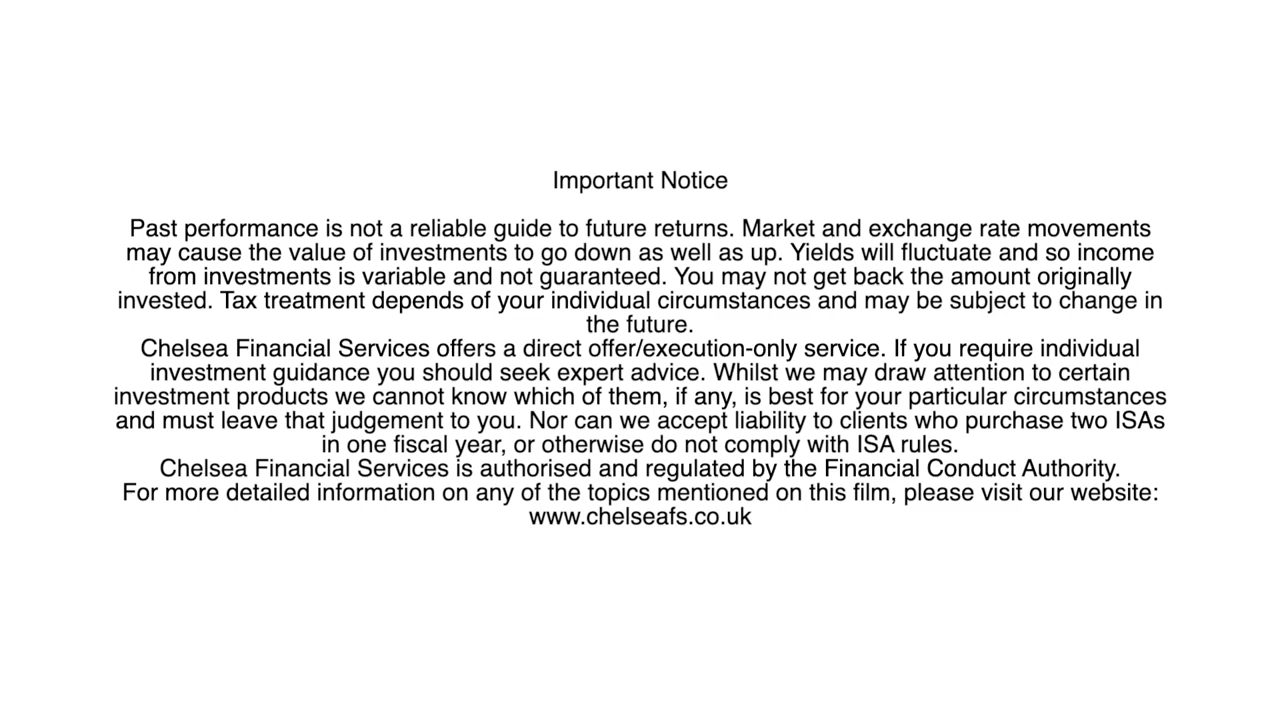 Important Notice
Past performance is not a reliable guide to future returns. Market and exchange rate movements
may cause the value of investments to go down as well as up. Yields will fluctuate and so income
from investments is variable and not guaranteed. You may not get back the amount originally
invested. Tax treatment depends of your individual circumstances and may be subject to change in
the future.
Chelsea Financial Services offers a direct offer/execution-only service. If you require individual
investment guidance you should seek expert advice. Whilst we may draw attention to certain
investment products we cannot know which of them, if any, is best for your particular circumstances
and must leave that judgement to you. Nor can we accept liability to clients who purchase two ISAs
in one fiscal year, or otherwise do not comply with ISA rules.
Chelsea Financial Services is authorised and regulated by the Financial Conduct Authority.
For more detailed information on any of the topics mentioned on this film, please visit our website:
www.chelseafs.co.uk